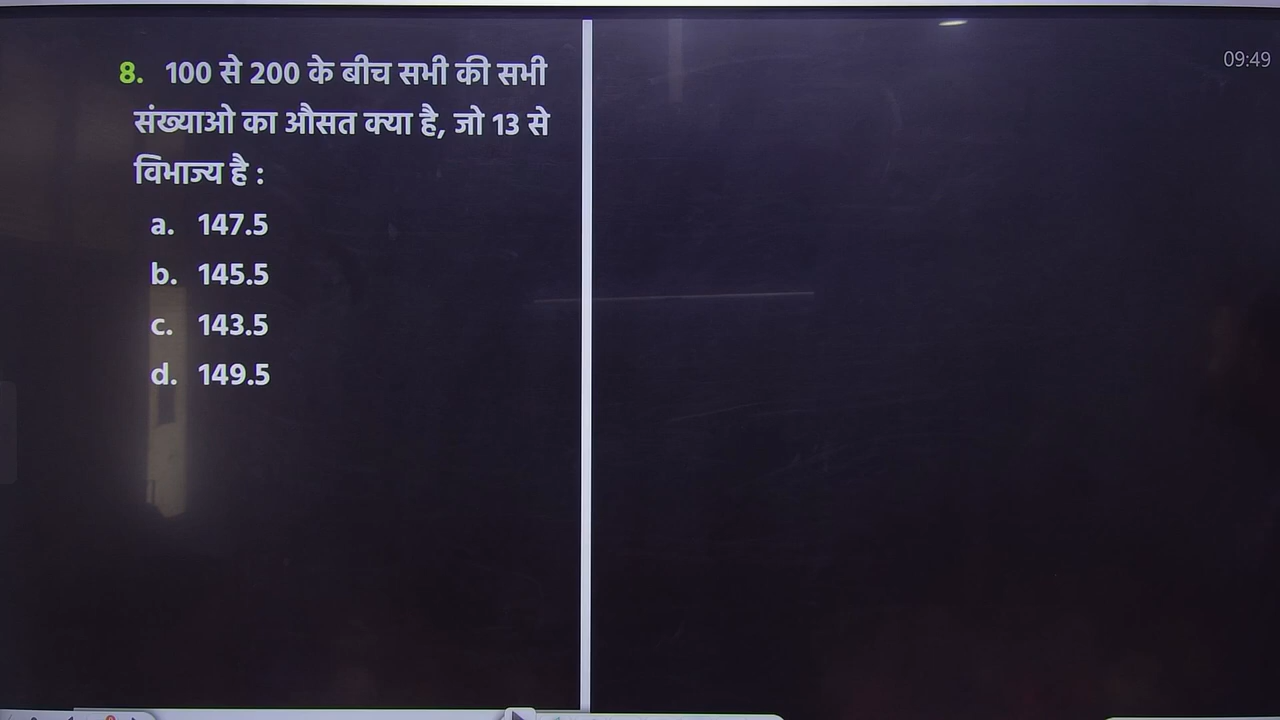 09:49
8. 100 से 200 के बीच सभी की सभी
संख्याओ का औसत क्या है, जो 13 से
विभाज्य है :
a. 147.5
b. 145.5
c. 143.5
d. 149.5